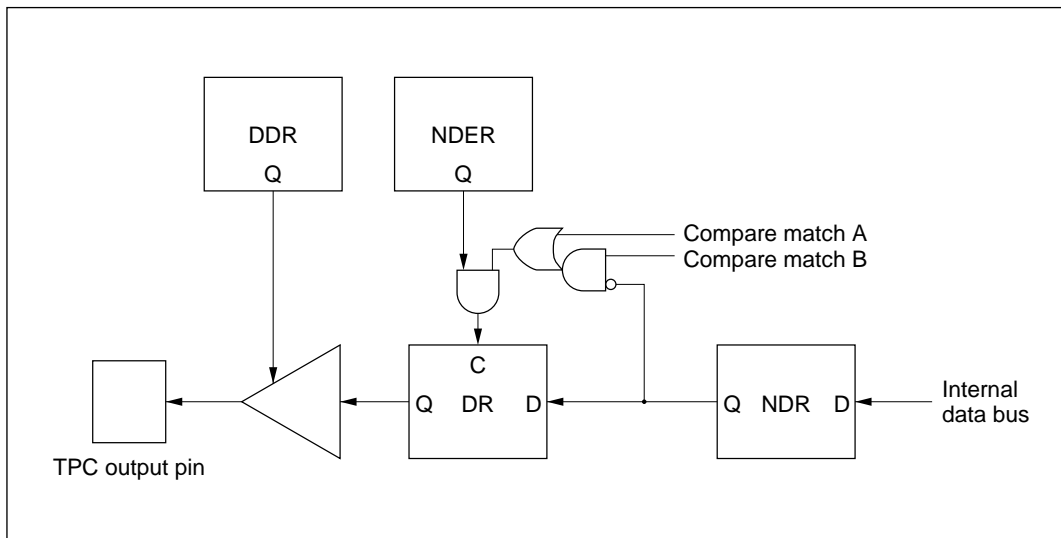 DDR
Q
NDER
Q
Compare match A
Compare match B
C
Q DR D
Q NDR D
Internal
data bus
TPC output pin